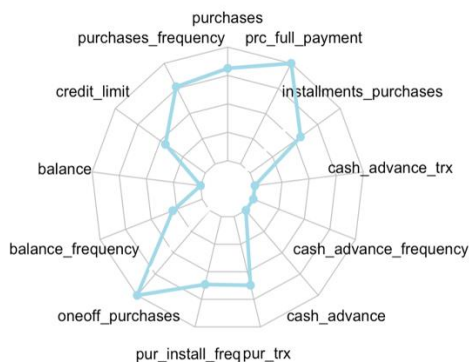 purchases
purchases_frequency
prc_full_payment
credit_limit
installments_purchases
balance
cash_advance_trx
balance_frequency
cash_advance_frequency
oneoff_purchases
cash_advance
pur_install_freq
pur_trx